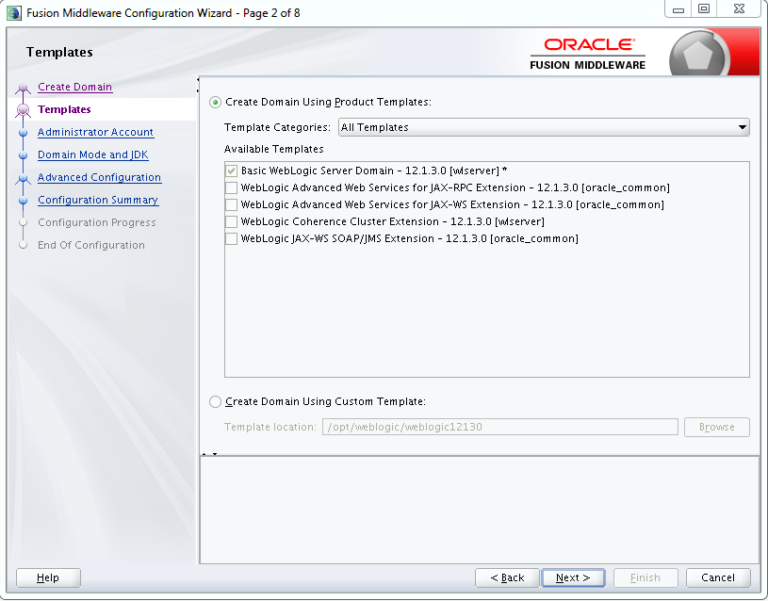 Fusion Middleware Configuration Wizard - Page 2 of 8
Templates
ORACLE
FUSION MIDDLEWARE
Create Domain
Templates
Administrator Account
Domain Mode and JDK
Advanced Configuration
Configuration Summary
Configuration Progress
End Of Configuration
Create Domain Using Product Templates:
Template Categories: All Templates
Available Templates
Basic WebLogic Server Domain - 12.1.3.0 [wlserver] *
WebLogic Advanced Web Services for JAX-RPC Extension - 12.1.3.0 [oracle_common]
WebLogic Advanced Web Services for JAX-WS Extension - 12.1.3.0 [oracle_common]
WebLogic Coherence Cluster Extension - 12.1.3.0 [wlserver]
WebLogic JAX-WS SOAP/JMS Extension - 12.1.3.0 [oracle_common]
Create Domain Using Custom Template:
Template location: /opt/weblogic/weblogic12130 Browse
Help < Back Next > Finish Cancel